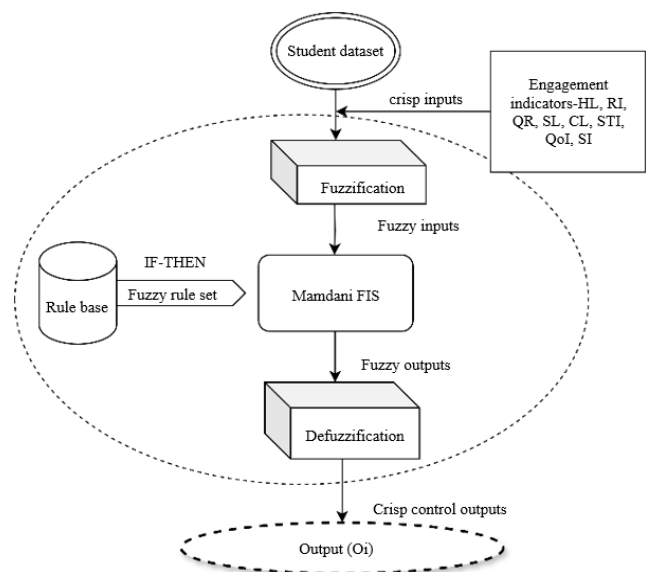 Student dataset
crisp inputs
Engagement
indicators-HL, RI,
QR, SL, CL, STI,
QoI, SI
Fuzzification
Fuzzy inputs
IF-THEN
Rule base
Fuzzy rule set
Mamdani FIS
Fuzzy outputs
Defuzzification
Crisp control outputs
Output (Oi)